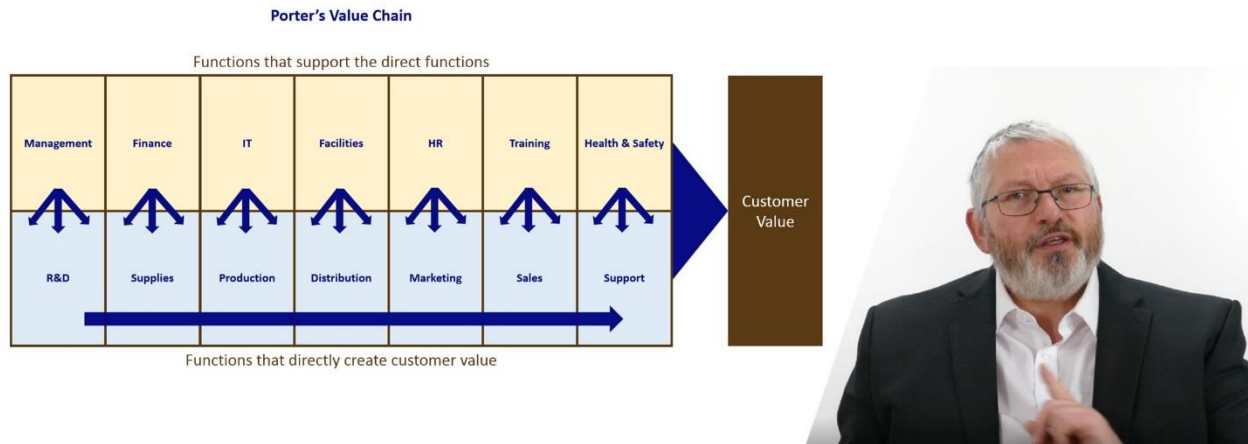 Porter's Value Chain
Functions that support the direct functions
Management
Finance
IT
Facilities
HR
Training
Health & Safety
Customer
Value
R&D
Supplies
Production
Distribution
Marketing
Sales
Support
Functions that directly create customer value